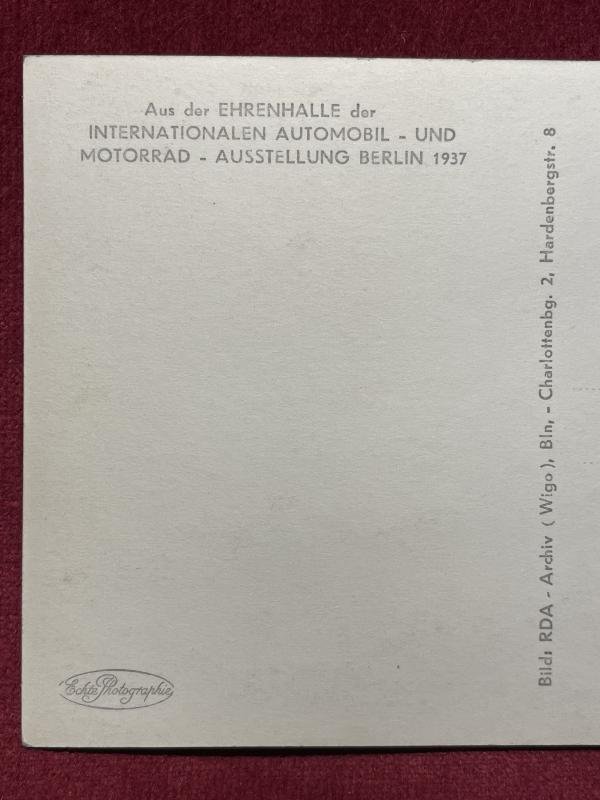 Aus der EHRENHALLE der
INTERNATIONALEN AUTOMOBIL - UND
MOTORRAD - AUSSTELLUNG BERLIN 1937
Bild: RDA - Archiv ( Wigo ), Bln, - Charlottenbg. 2, Hardenbergstr. 8
Echte Photographie